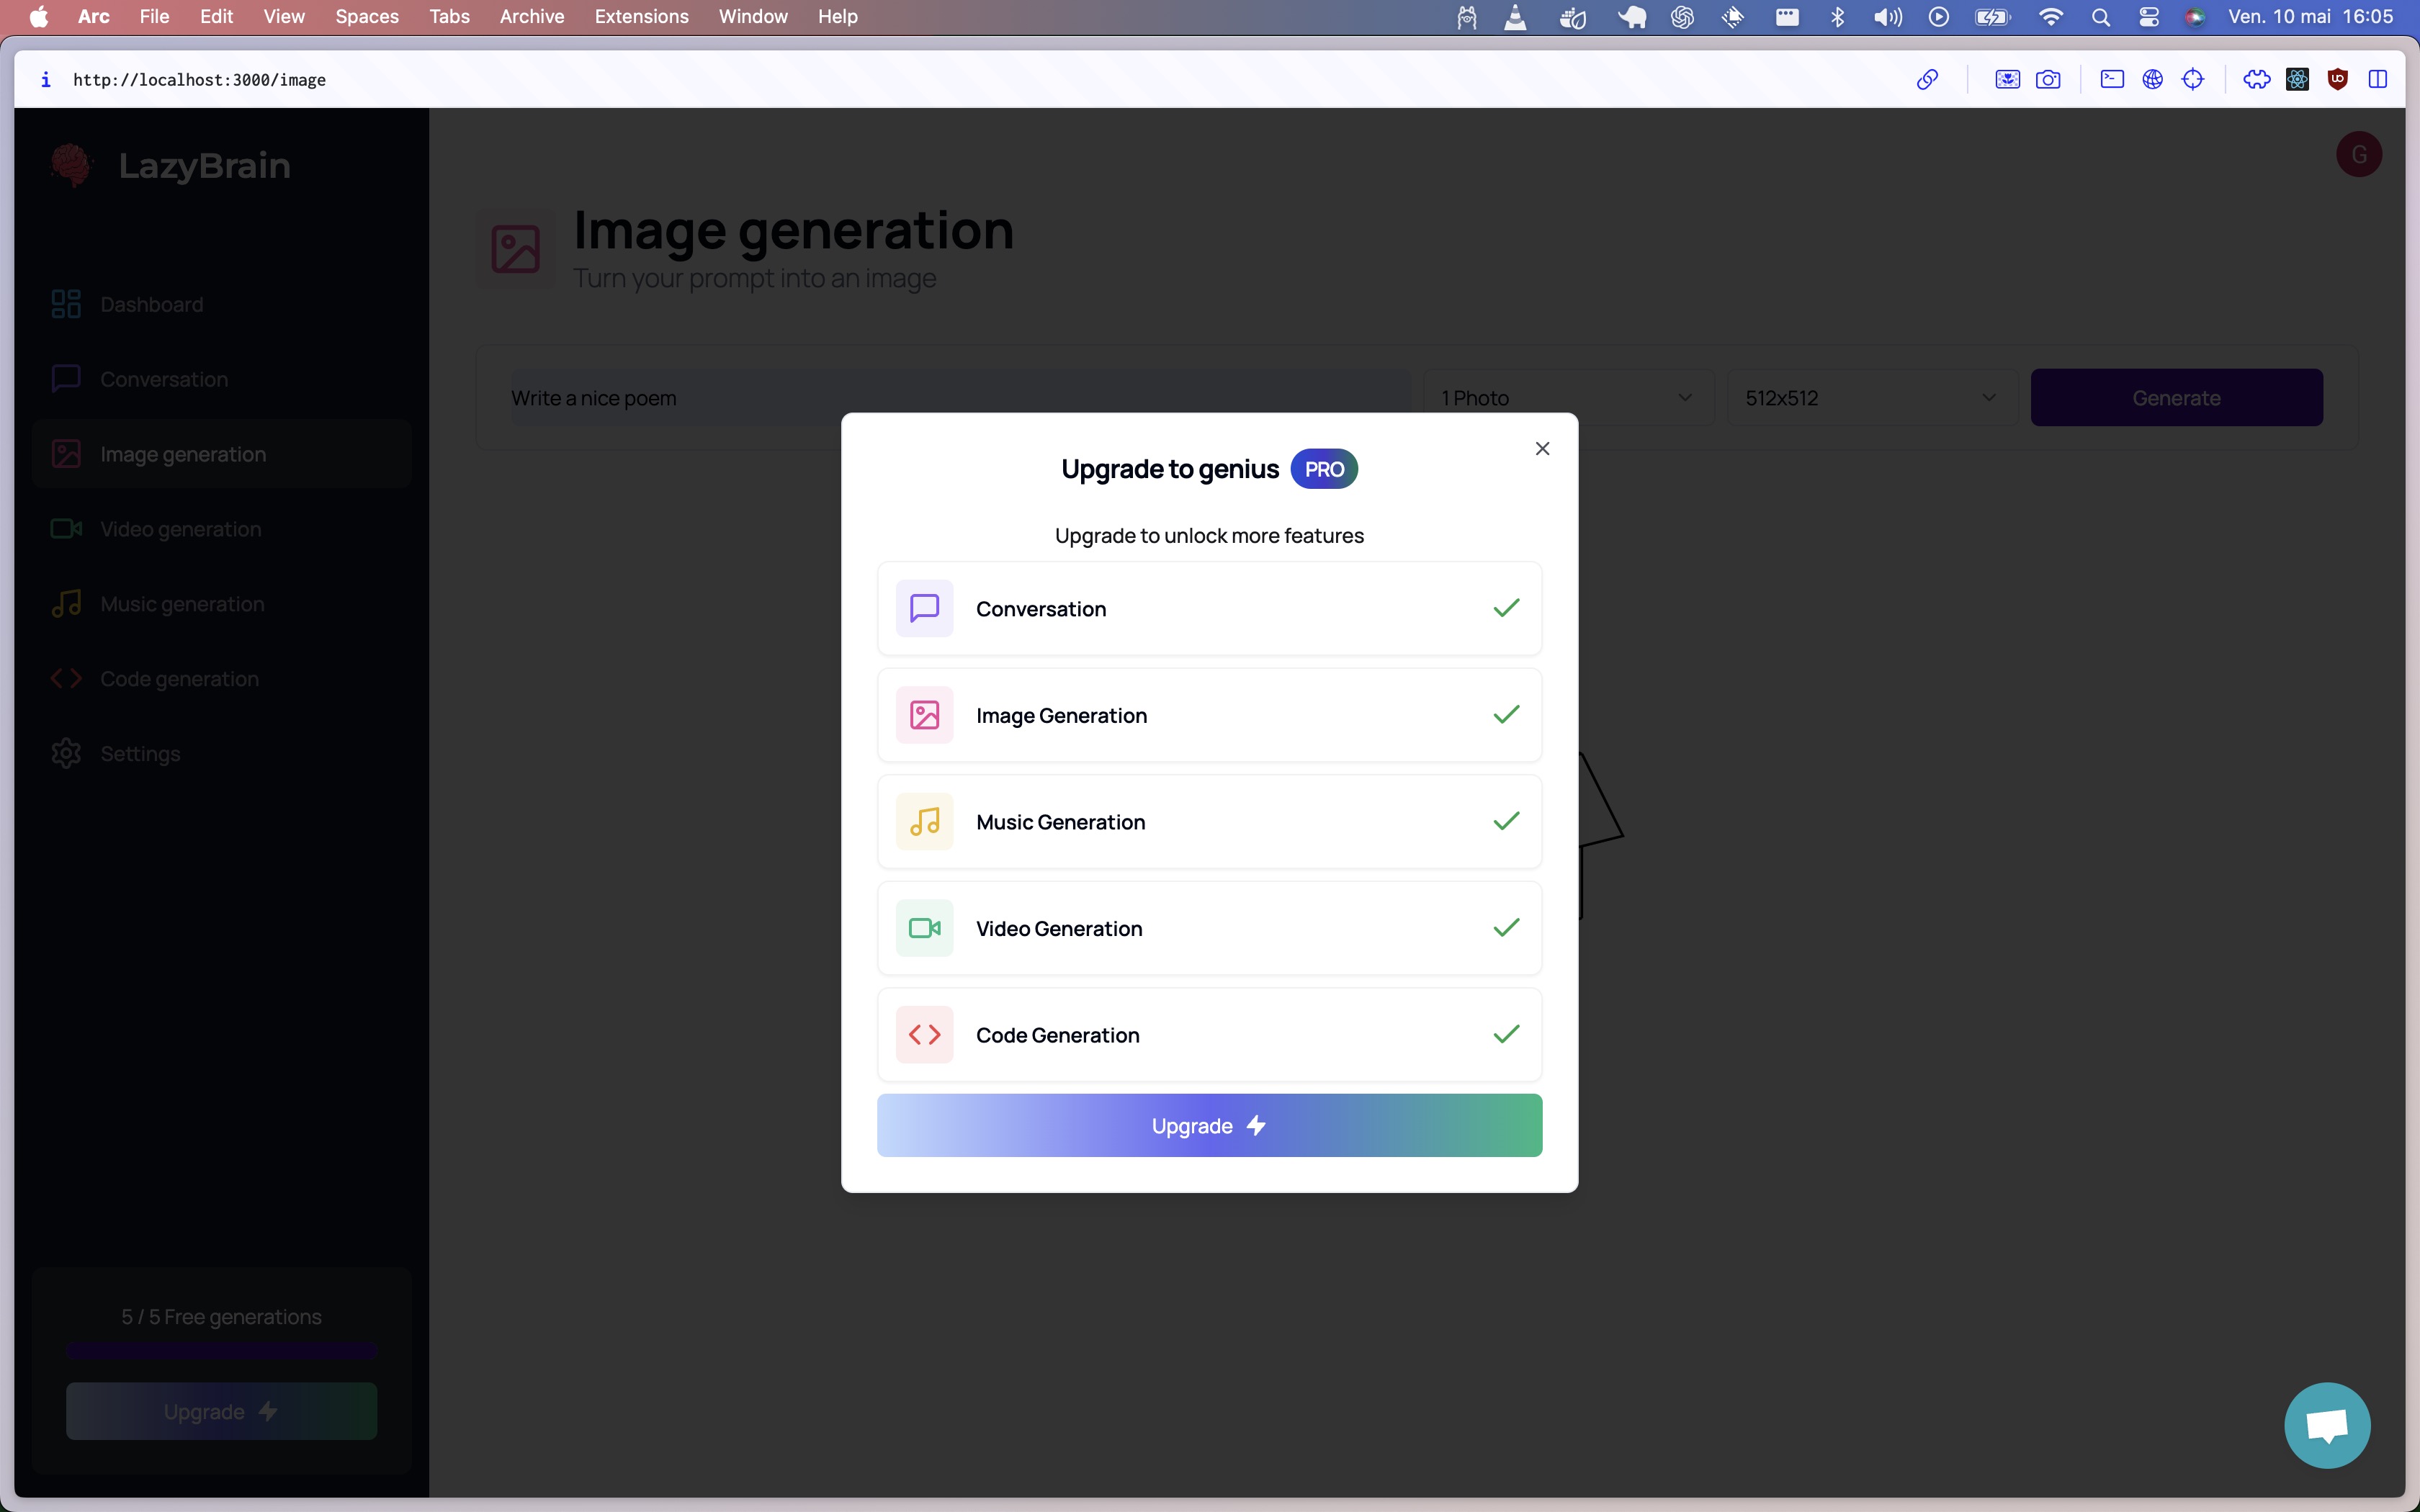 Arc File Edit View Spaces Tabs Archive Extensions Window Help Ven. 10 mai 16:05
i http://localhost:3000/image
LazyBrain
G
Image generation
Turn your prompt into an image
Dashboard
Conversation
Image generation
Video generation
Music generation
Code generation
Settings
Write a nice poem 1 Photo 512x512 Generate
Upgrade to genius PRO
Upgrade to unlock more features
Conversation
Image Generation
Music Generation
Video Generation
Code Generation
Upgrade
5 / 5 Free generations
Upgrade